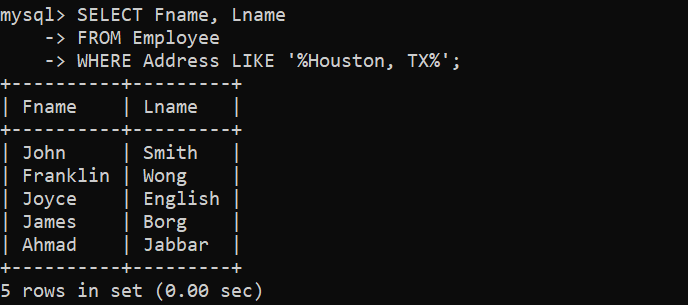 mysql> SELECT Fname, Lname
    -> FROM Employee
    -> WHERE Address LIKE '%Houston, TX%';
+----------+---------+
| Fname    | Lname   |
+----------+---------+
| John     | Smith   |
| Franklin | Wong    |
| Joyce    | English |
| James    | Borg    |
| Ahmad    | Jabbar  |
+----------+---------+
5 rows in set (0.00 sec)